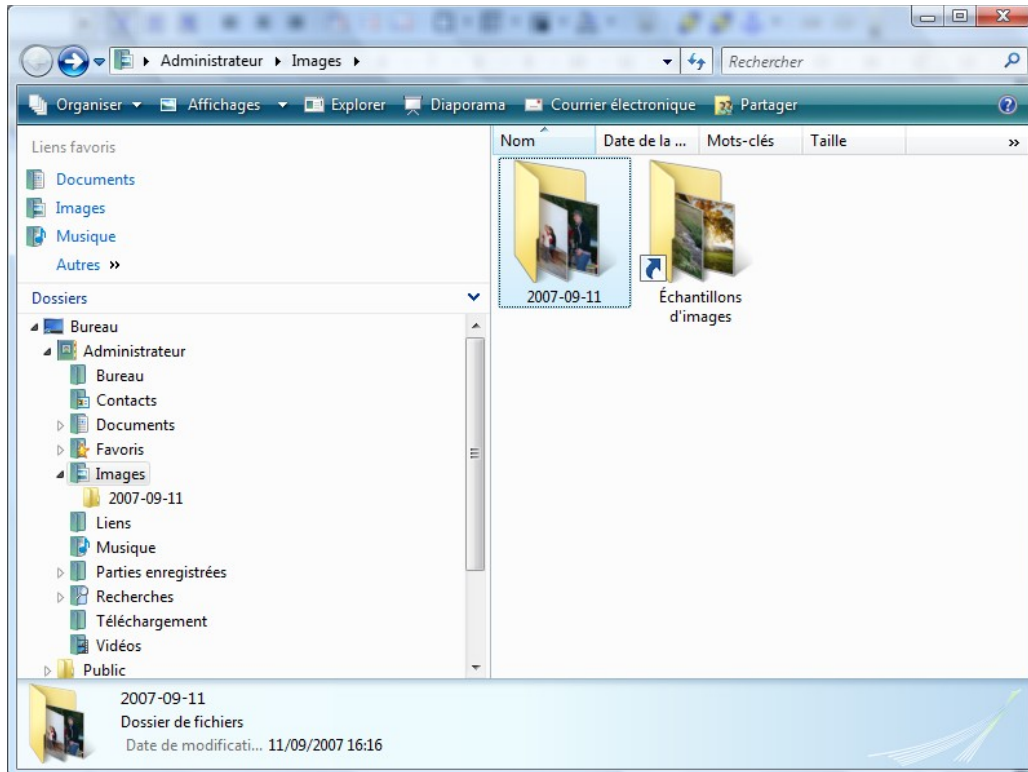 Administrateur Images
Rechercher
Organiser Affichages Explorer Diaporama Courrier électronique Partager
Liens favoris
Documents
Images
Musique
Autres »
Dossiers
Bureau
Administrateur
Bureau
Contacts
Documents
Favoris
Images
2007-09-11
Liens
Musique
Parties enregistrées
Recherches
Téléchargement
Vidéos
Public
Nom Date de la ... Mots-clés Taille »
2007-09-11
Échantillons
d'images
2007-09-11
Dossier de fichiers
Date de modificati... 11/09/2007 16:16